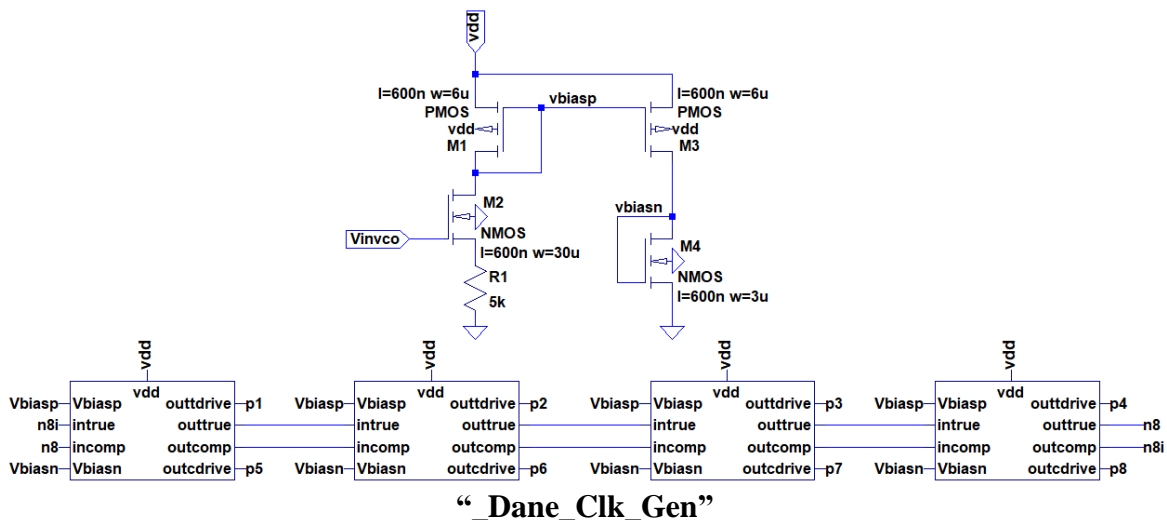 vdd
l=600n w=6u
vbiasp
l=600n w=6u
PMOS
PMOS
vdd
vdd
M1
M3
M2
vbiasn
Vinvco
NMOS
M4
l=600n w=30u
NMOS
R1
l=600n w=3u
5k
vdd
vdd
vdd
vdd
vdd
vdd
vdd
vdd
Vbiasp Vbiasp outtdrive p1 Vbiasp Vbiasp outtdrive p2 Vbiasp Vbiasp outtdrive p3 Vbiasp Vbiasp outtdrive p4
n8i intrue outtrue intrue outtrue intrue outtrue intrue outtrue n8
n8 incomp outcomp incomp outcomp incomp outcomp incomp outcomp n8i
Vbiasn Vbiasn outcdrive p5 Vbiasn Vbiasn outcdrive p6 Vbiasn Vbiasn outcdrive p7 Vbiasn Vbiasn outcdrive p8
“_Dane_Clk_Gen”